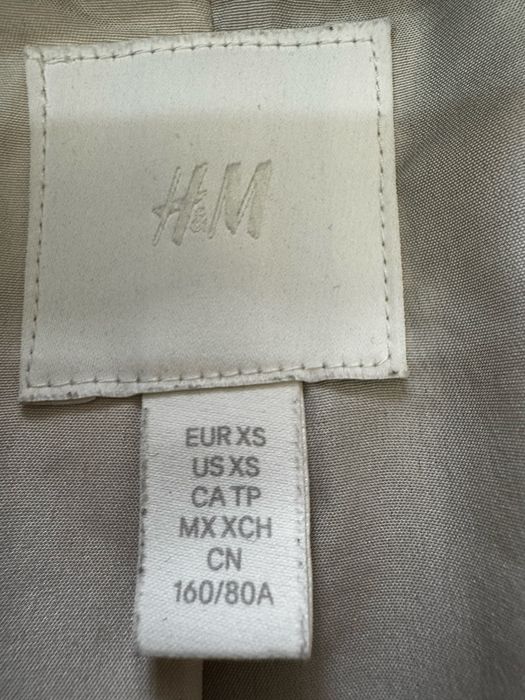 H&M
EUR XS
US XS
CA TP
MX XCH
CN
160/80A